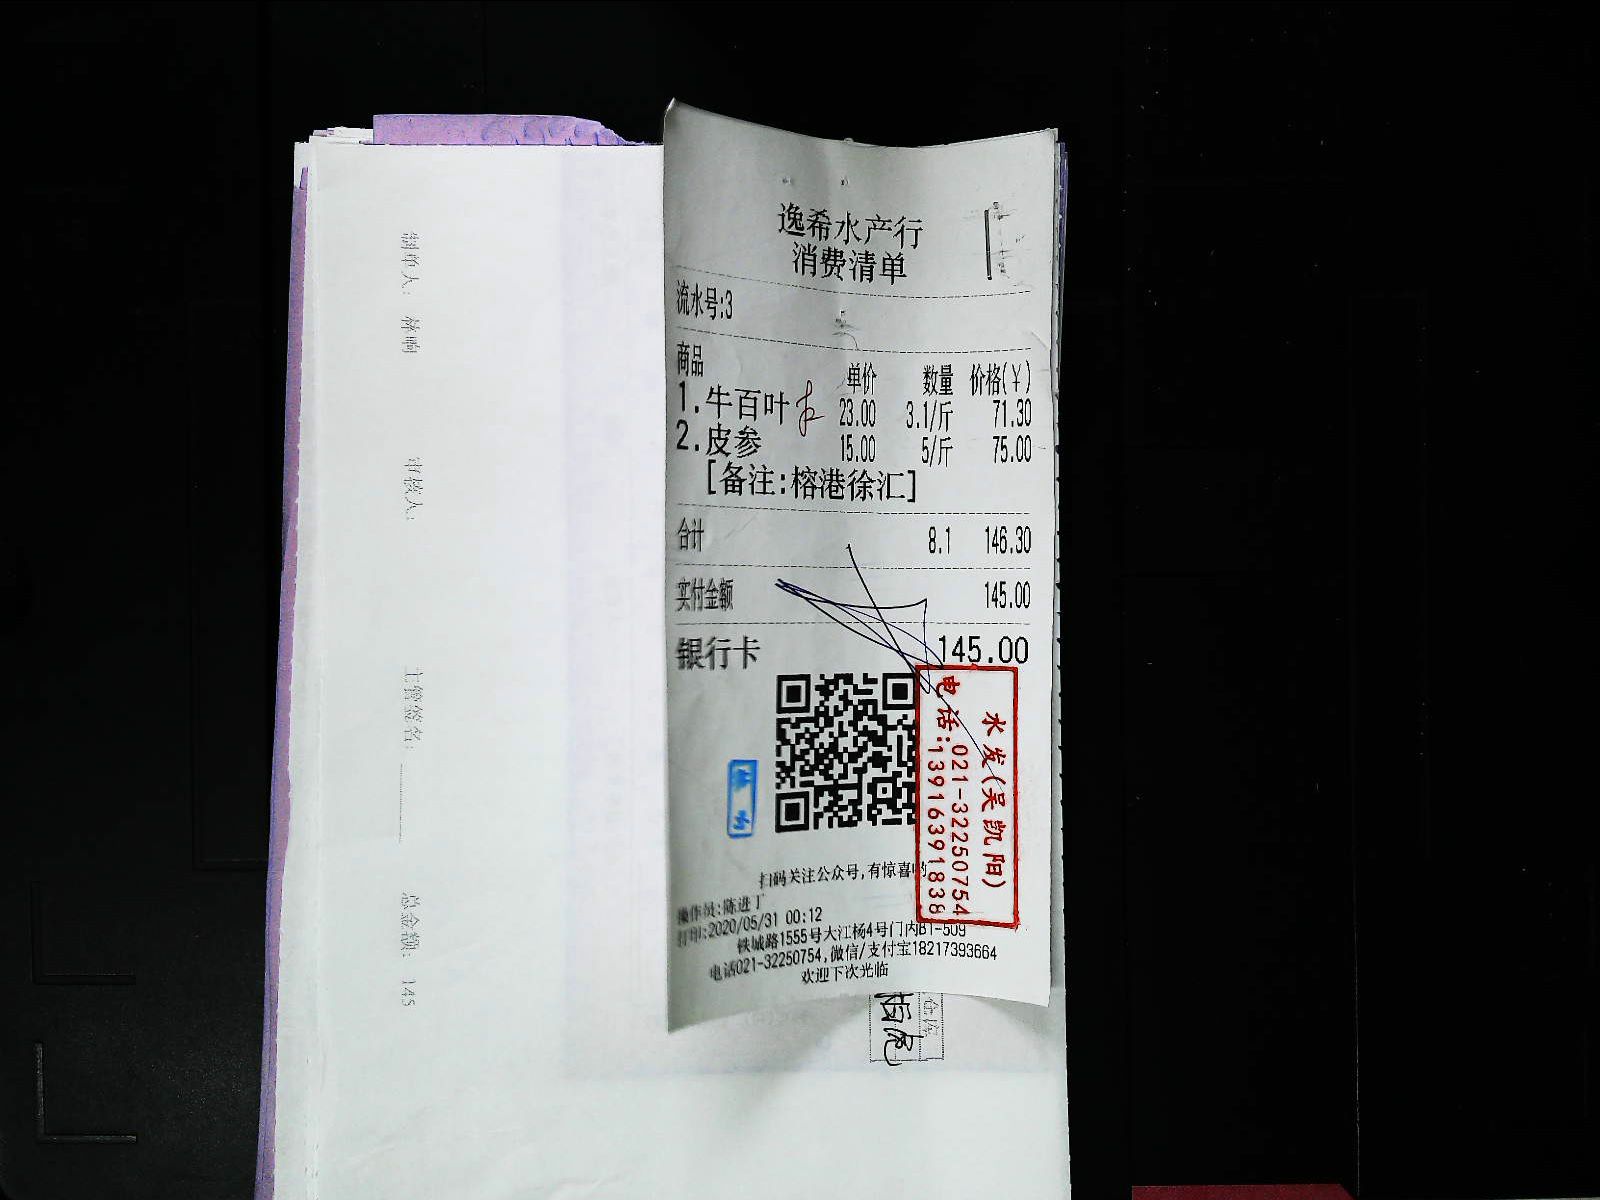 逸希水产行
消费清单
流水号:3
商品 单价 数量 价格(¥)
1.牛百叶 23.00 3.1/斤 71.30
2.皮参 15.00 5/斤 75.00
[备注:榕港徐汇]
合计 8.1 146.30
实付金额 145.00
银行卡 145.00
水发(吴凯阳)
电话:021-32250754
13916391838
扫码关注公众号,有惊喜哟
操作员:陈进丁
打印:2020/05/31 00:12
铁城路1555号大江杨4号门内B1-509
电话021-32250754,微信/支付宝18217393664
欢迎下次光临
制单人:
审核人:
主管签名:
总金额: 145
仓库